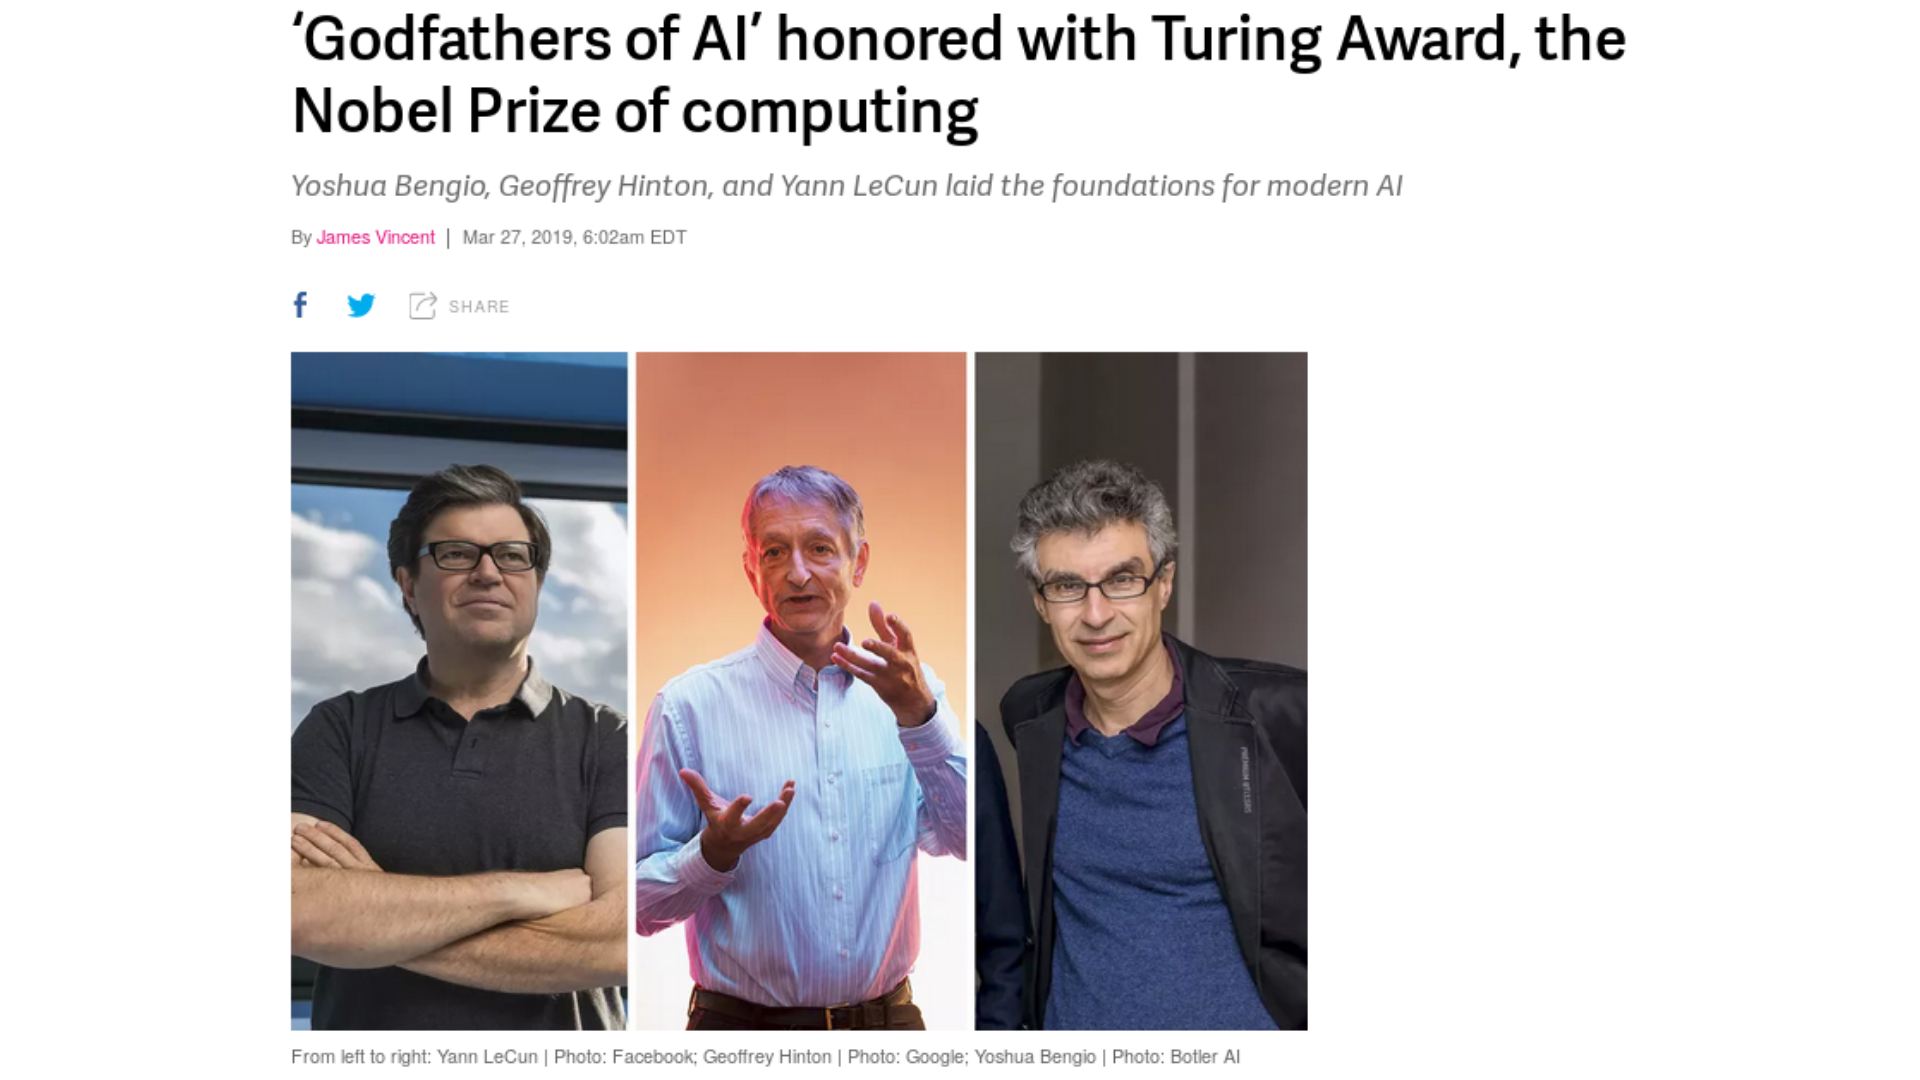 ‘Godfathers of AI’ honored with Turing Award, the
Nobel Prize of computing
Yoshua Bengio, Geoffrey Hinton, and Yann LeCun laid the foundations for modern AI
By James Vincent | Mar 27, 2019, 6:02am EDT
f SHARE
From left to right: Yann LeCun | Photo: Facebook; Geoffrey Hinton | Photo: Google; Yoshua Bengio | Photo: Botler AI